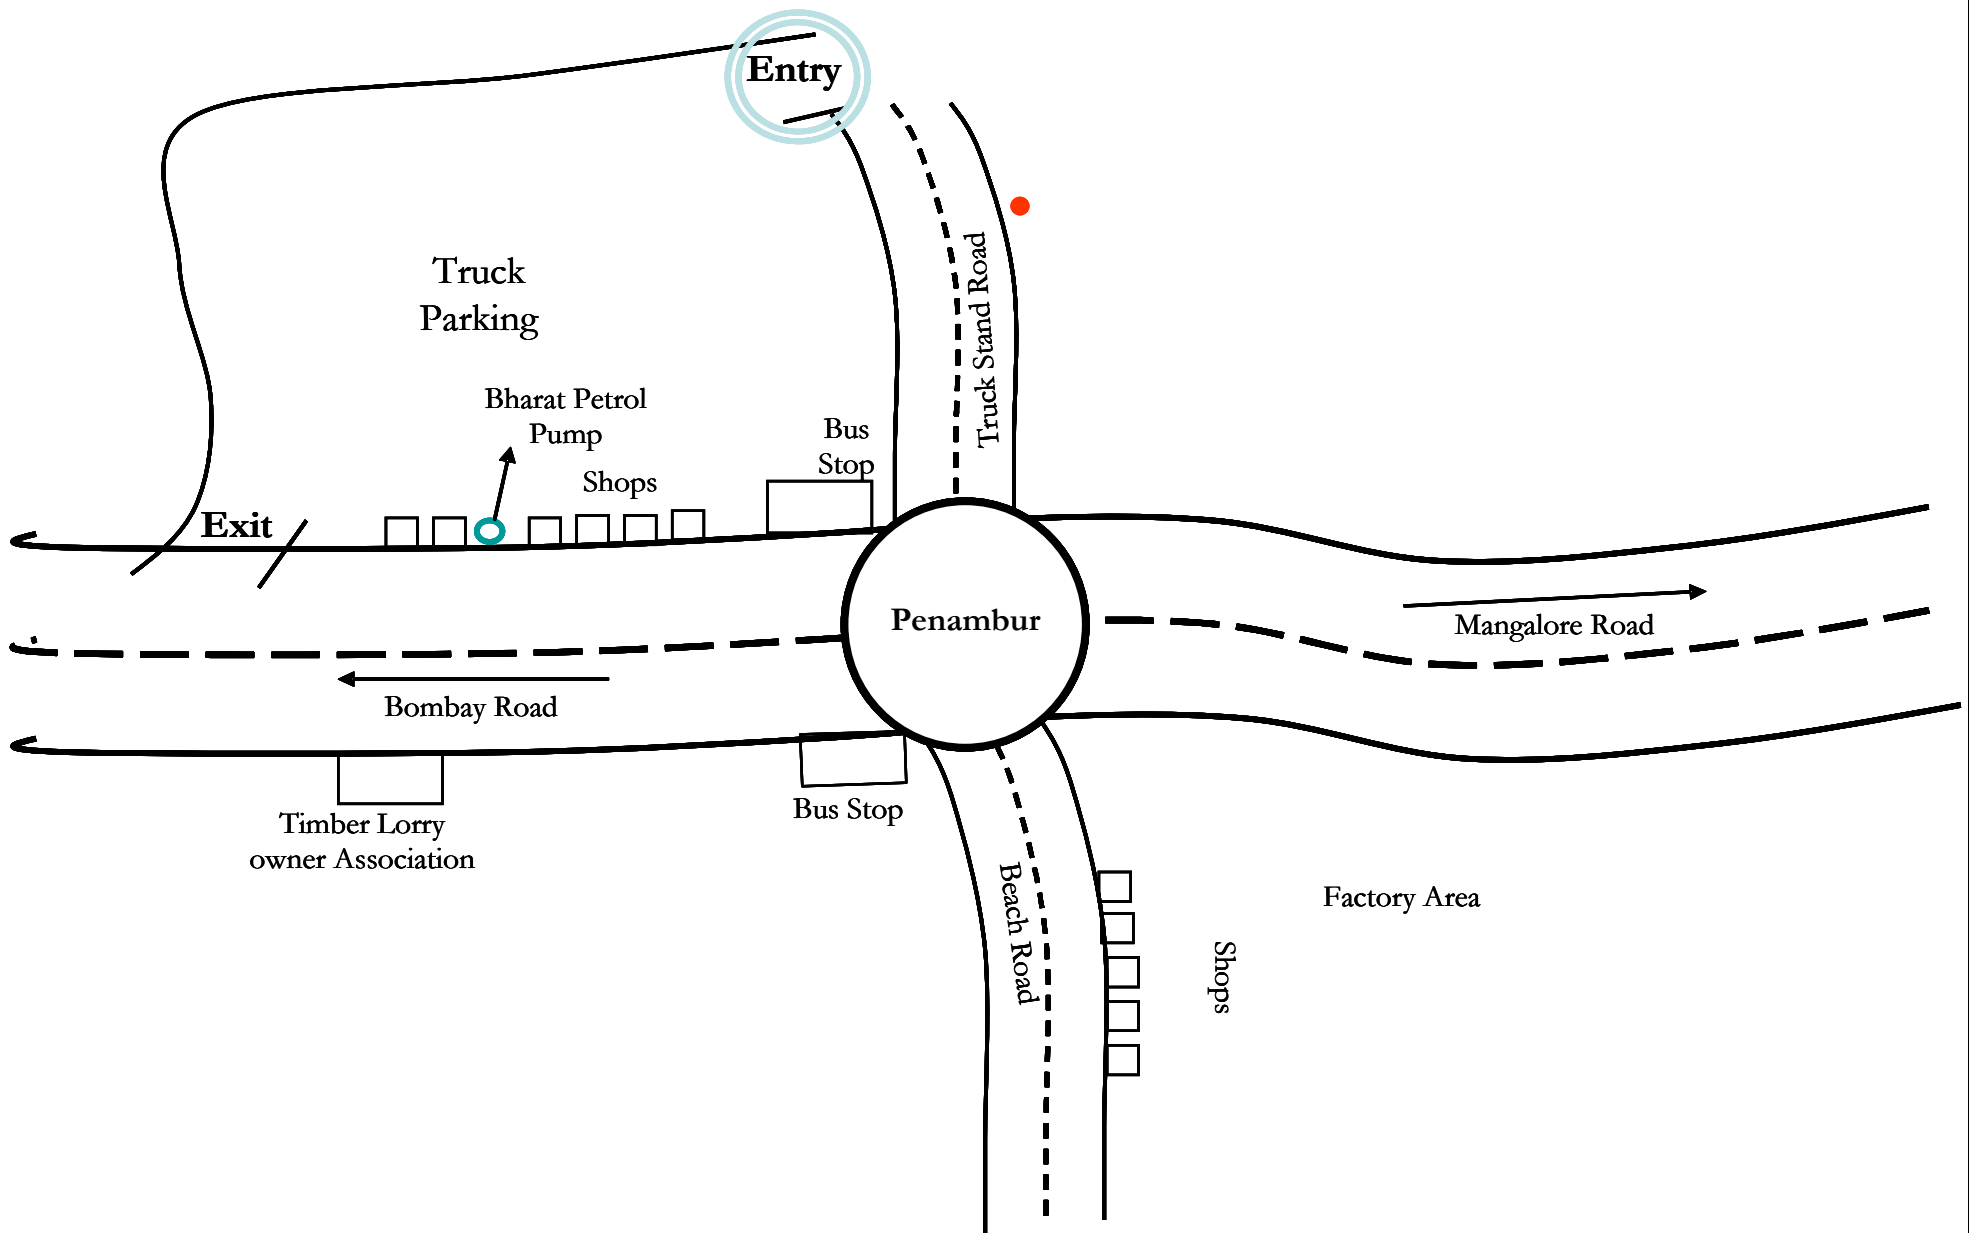 Entry
Truck
Parking
Truck Stand Road
Bharat Petrol
Pump
Bus
Stop
Shops
Exit
Penambur
Mangalore Road
Bombay Road
Timber Lorry
owner Association
Bus Stop
Beach Road
Factory Area
Shops